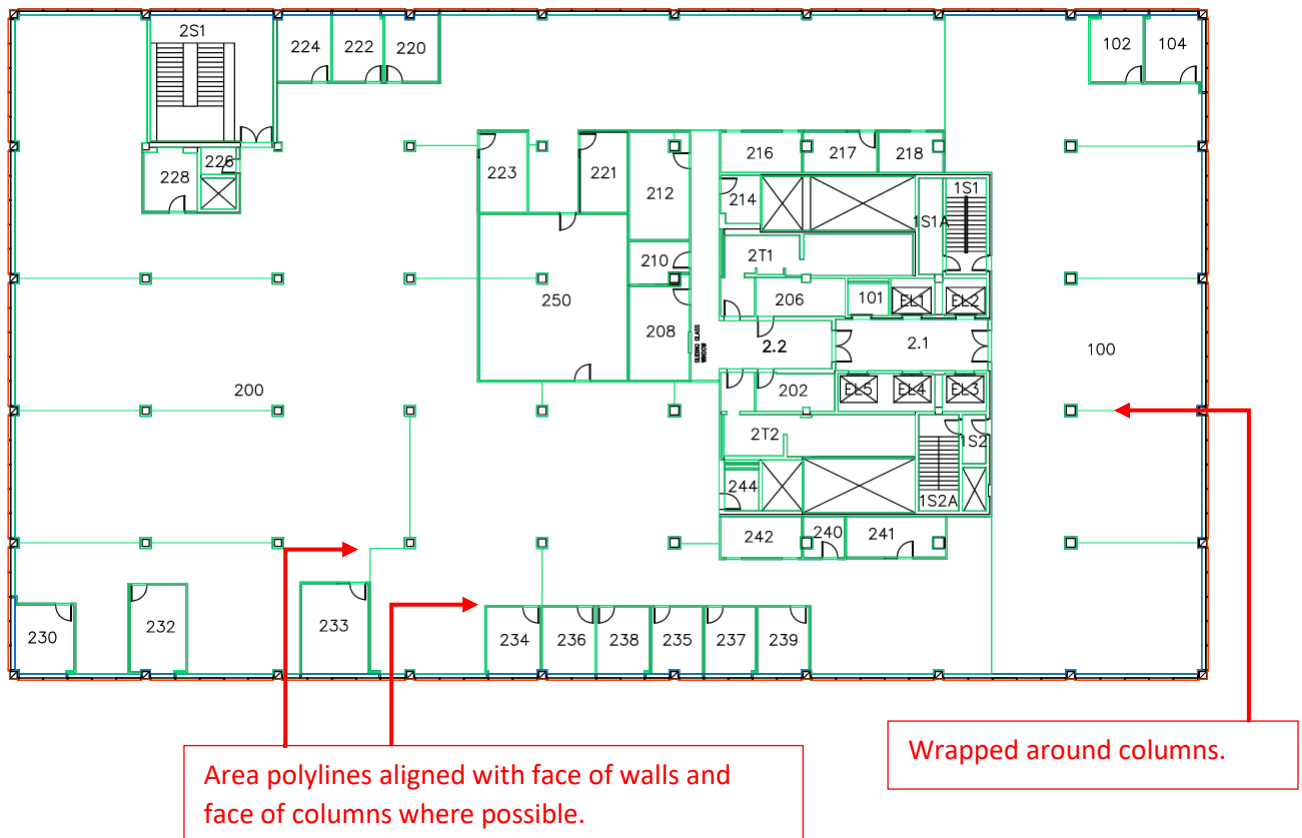 2S1
224
222
220
102
104
226
228
223
221
212
216
217
218
214
1S1
1S1A
2T1
210
250
206
101
EL1
EL2
208
SLIDING GLASS
WINDOW
2.2
2.1
100
200
202
EL5
EL4
EL3
2T2
1S2
244
1S2A
242
240
241
230
232
233
234
236
238
235
237
239
Wrapped around columns.
Area polylines aligned with face of walls and
face of columns where possible.